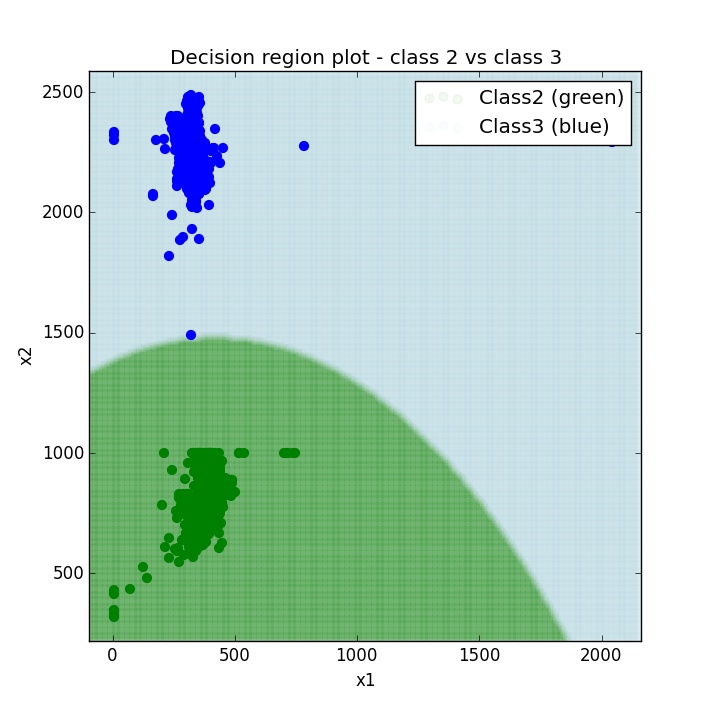 Decision region plot - class 2 vs class 3
Class2 (green)
Class3 (blue)
2500
2000
1500
1000
500
x2
0
500
1000
1500
2000
x1